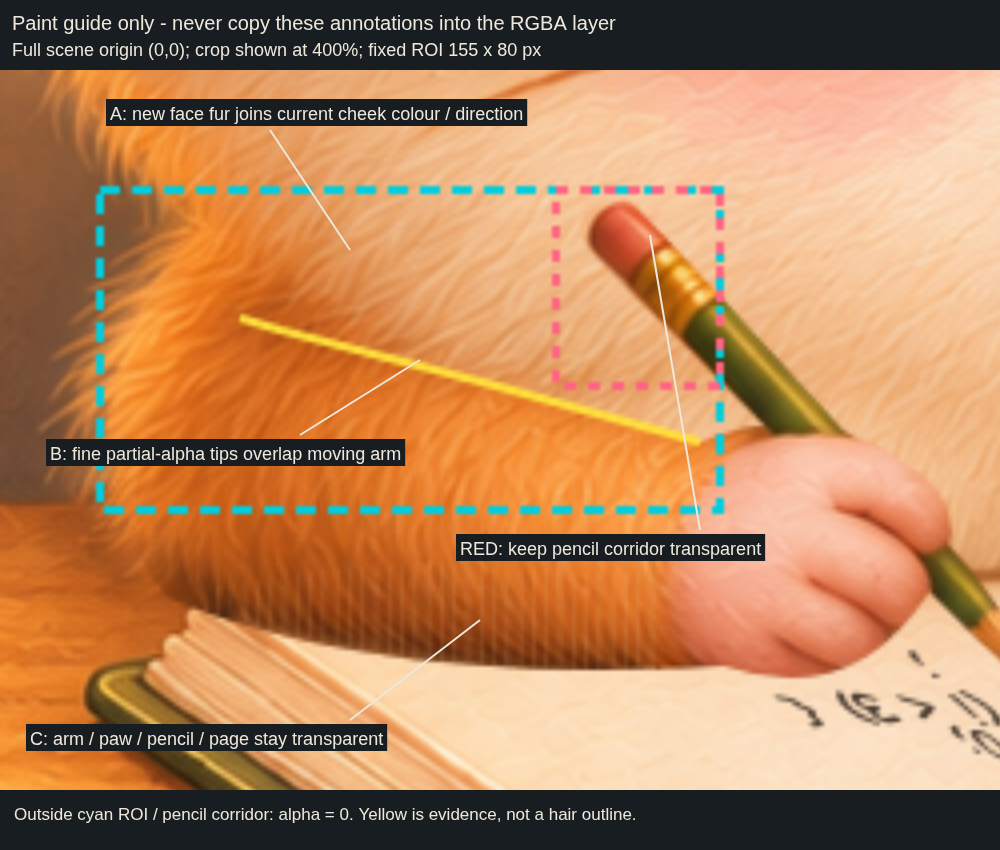 Paint guide only - never copy these annotations into the RGBA layer
Full scene origin (0,0); crop shown at 400%; fixed ROI 155 x 80 px
A: new face fur joins current cheek colour / direction
B: fine partial-alpha tips overlap moving arm
RED: keep pencil corridor transparent
C: arm / paw / pencil / page stay transparent
Outside cyan ROI / pencil corridor: alpha = 0. Yellow is evidence, not a hair outline.